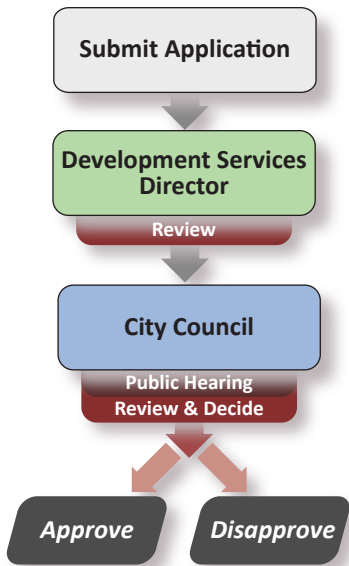 Submit Application
Development Services
Director
Review
City Council
Public Hearing
Review & Decide
Approve
Disapprove